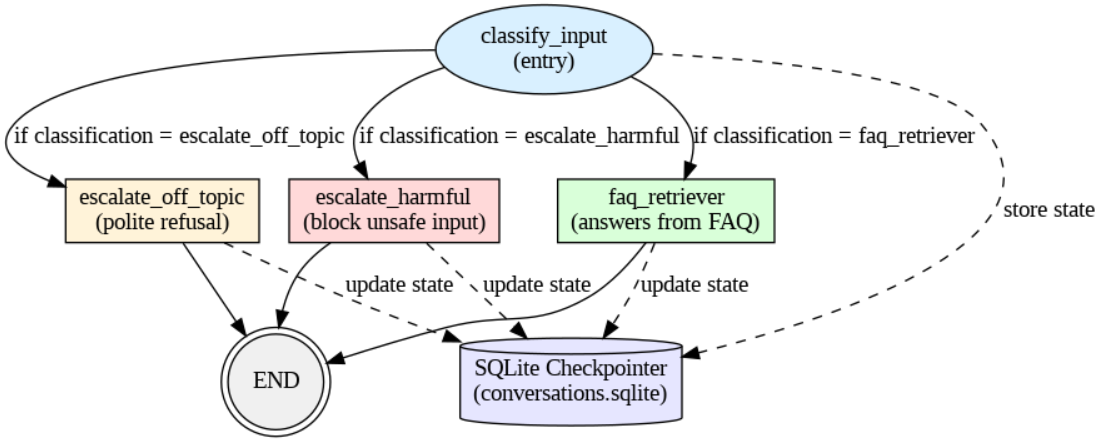 classify_input
(entry)
if classification = escalate_off_topic
if classification = escalate_harmful
if classification = faq_retriever
escalate_off_topic
(polite refusal)
escalate_harmful
(block unsafe input)
faq_retriever
(answers from FAQ)
store state
update state
update state
update state
END
SQLite Checkpointer
(conversations.sqlite)